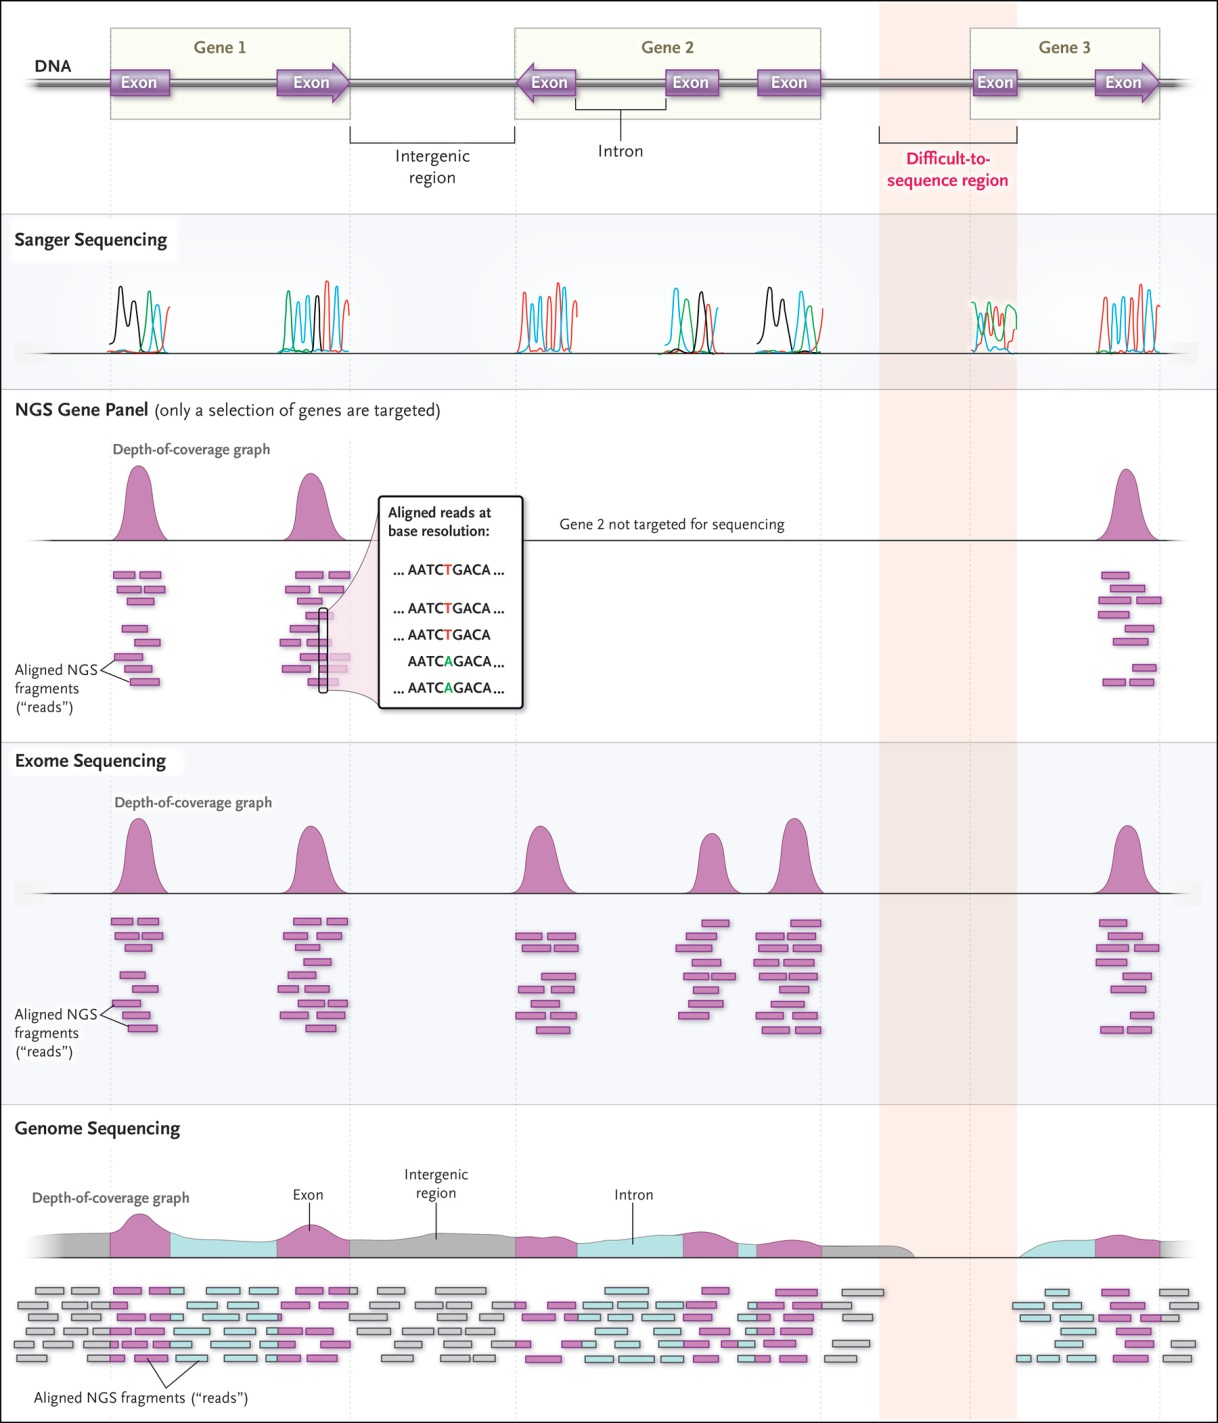 Gene 1
Gene 2
Gene 3
DNA
Exon
Exon
Exon
Exon
Exon
Exon
Exon
Intergenic
region
Intron
Difficult-to-
sequence region
Sanger Sequencing
NGS Gene Panel (only a selection of genes are targeted)
Depth-of-coverage graph
Aligned reads at
base resolution:
... AATCTGACA ...
... AATCTGACA ...
... AATCTGACA
AATCAGACA ...
... AATCAGACA ...
Gene 2 not targeted for sequencing
Aligned NGS
fragments
(“reads”)
Exome Sequencing
Depth-of-coverage graph
Aligned NGS
fragments
(“reads”)
Genome Sequencing
Depth-of-coverage graph
Exon
Intergenic
region
Intron
Aligned NGS fragments (“reads”)